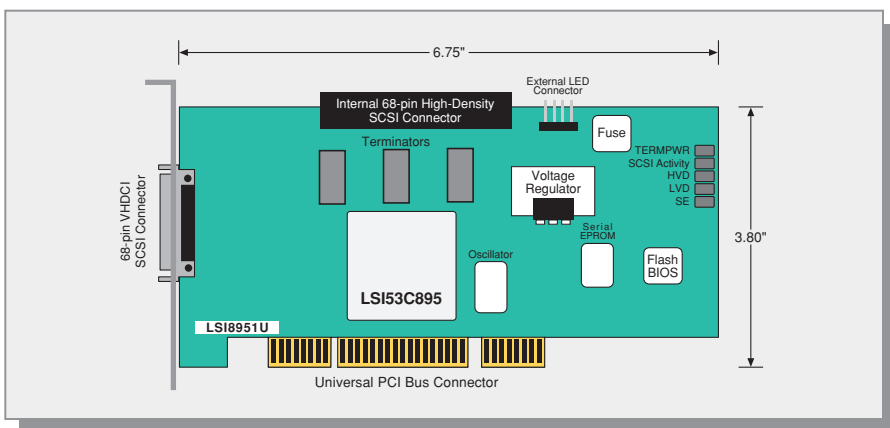 6.75"
External LED
Connector
Internal 68-pin High-Density
SCSI Connector
Fuse
Terminators
TERMPWR
SCSI Activity
HVD
LVD
SE
Voltage
Regulator
68-pin VHDCI
SCSI Connector
3.80"
Serial
EPROM
Oscillator
Flash
BIOS
LSI53C895
LSI8951U
Universal PCI Bus Connector